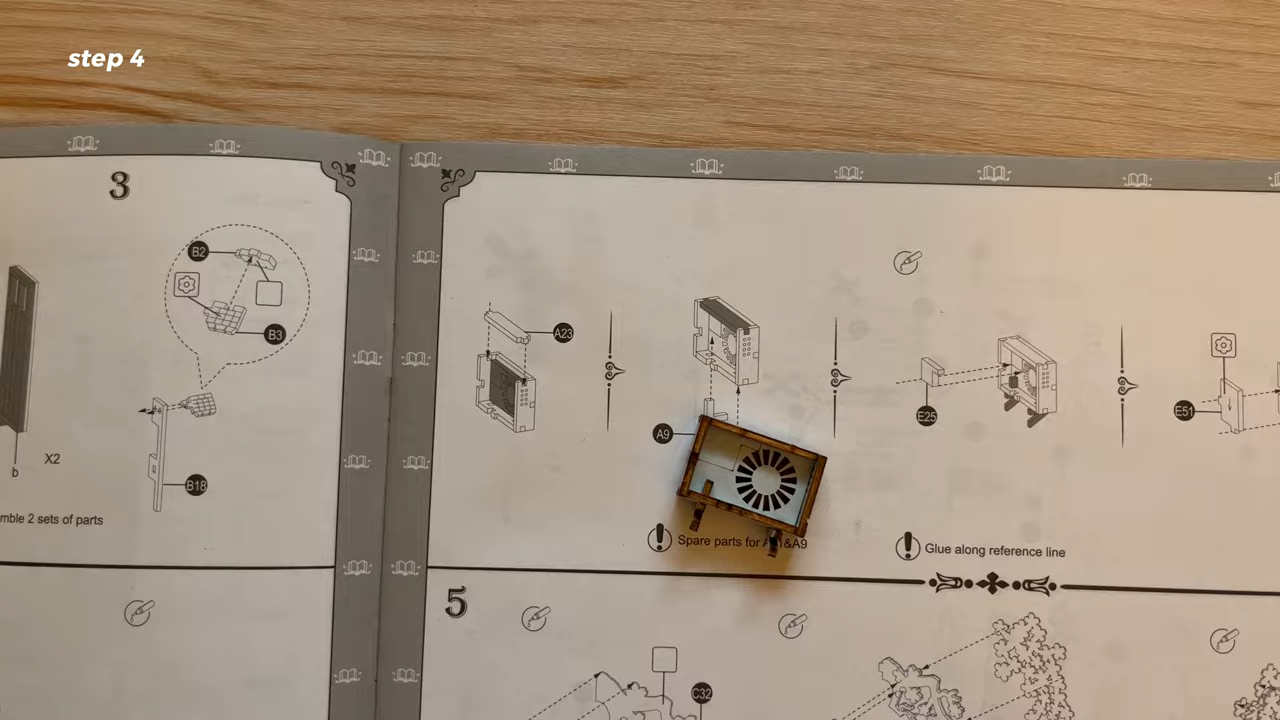 step 4
3
B2
B3
A23
E25
E51
A9
b
X2
B18
mble 2 sets of parts
Spare parts for A &A9
Glue along reference line
5
C32